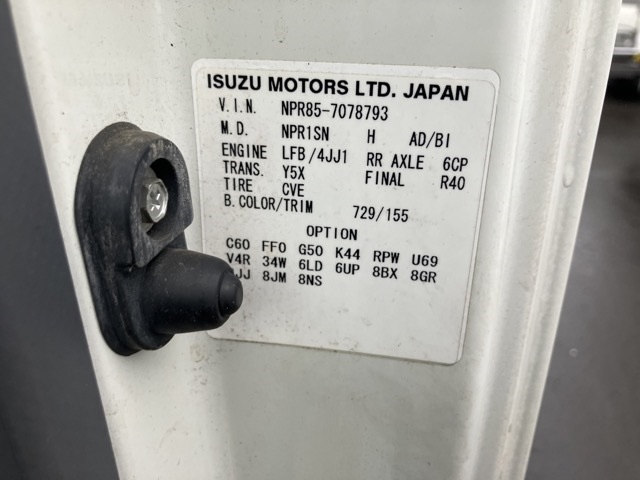 ISUZU MOTORS LTD. JAPAN
V.I.N. NPR85-7078793
M.D. NPR1SN H AD/BI
ENGINE LFB/4JJ1 RR AXLE 6CP
TRANS. Y5X FINAL R40
TIRE CVE
B.COLOR/TRIM 729/155
OPTION
C60 FF0 G50 K44 RPW U69
V4R 34W 6LD 6UP 8BX 8GR
8JM 8NS